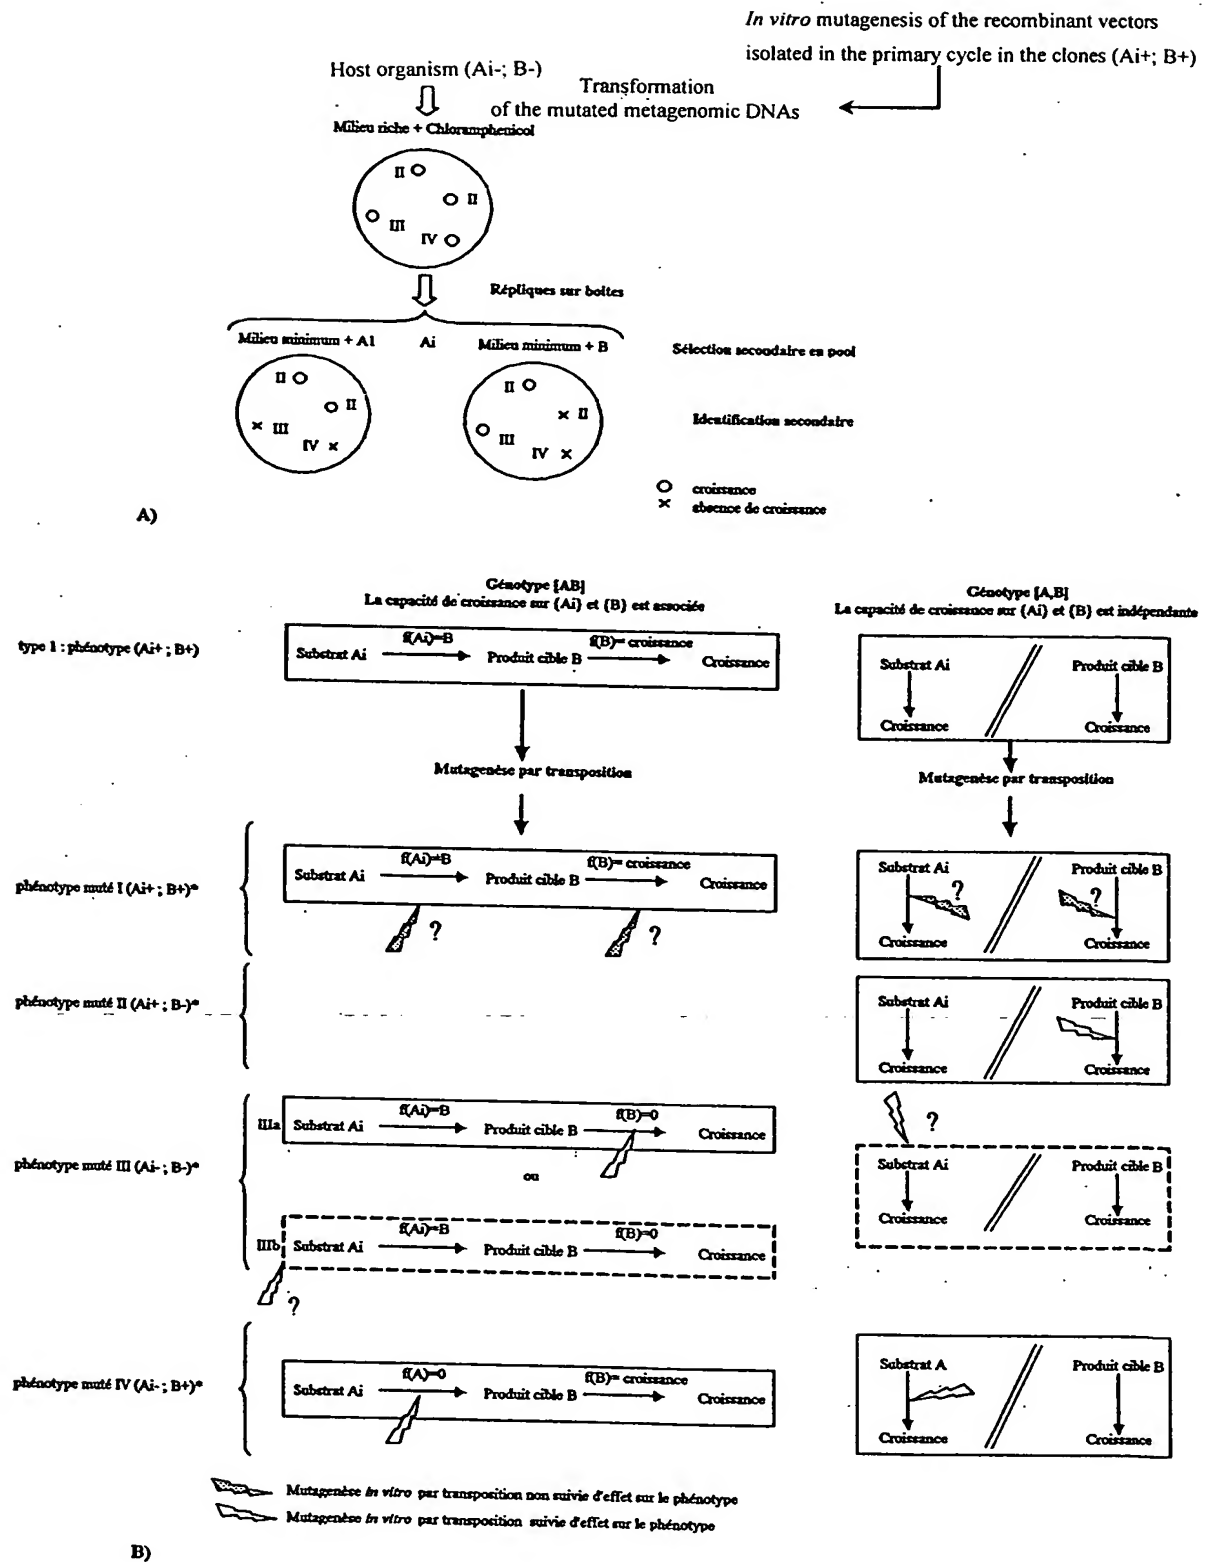 In vitro mutagenesis of the recombinant vectors
isolated in the primary cycle in the clones (Ai+; B+)
Host organism (Ai-; B-)
Transformation
of the mutated metagenomic DNAs
Milieu riche + Chloramphenicol
II
II
III
IV
Répliques sur boîtes
Milieu minimum + A1
Ai
Milieu minimum + B
Sélection secondaire en pool
II
II
III
IV
II
II
III
IV
Identification secondaire
croissance
absence de croissance
A)
Génotype [AB]
La capacité de croissance sur (Ai) et (B) est associée
Génotype [A,B]
La capacité de croissance sur (Ai) et (B) est indépendante
type 1 : phénotype (Ai+ ; B+)
f(Ai)=B
f(B)= croissance
Substrat Ai
Produit cible B
Croissance
Substrat Ai
Produit cible B
Croissance
Croissance
Mutagenèse par transposition
Mutagenèse par transposition
phénotype muté I (Ai+ ; B+)*
f(Ai)=B
f(B)= croissance
Substrat Ai
Produit cible B
Croissance
?
?
Substrat Ai
Produit cible B
?
?
Croissance
Croissance
phénotype muté II (Ai+ ; B-)*
Substrat Ai
Produit cible B
Croissance
Croissance
phénotype muté III (Ai- ; B-)*
IIIa
f(Ai)=B
f(B)=0
Substrat Ai
Produit cible B
Croissance
ou
IIIb
f(Ai)=B
f(B)=0
Substrat Ai
Produit cible B
Croissance
?
?
Substrat Ai
Produit cible B
Croissance
Croissance
phénotype muté IV (Ai- ; B+)*
f(A)=0
f(B)= croissance
Substrat Ai
Produit cible B
Croissance
Substrat A
Produit cible B
Croissance
Croissance
Mutagenèse in vitro par transposition non suivie d'effet sur le phénotype
Mutagenèse in vitro par transposition suivie d'effet sur le phénotype
B)